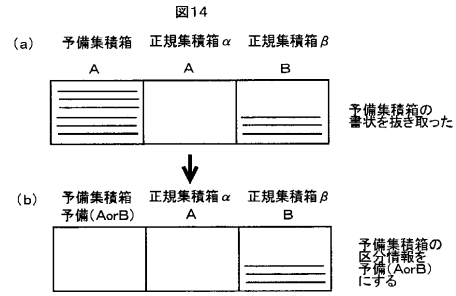 図14
(a)
予備集積箱 正規集積箱α 正規集積箱β
A A B
予備集積箱の
書状を抜き取った
(b)
予備集積箱 正規集積箱α 正規集積箱β
予備(AorB) A B
予備集積箱の
区分情報を
予備(AorB)
にする